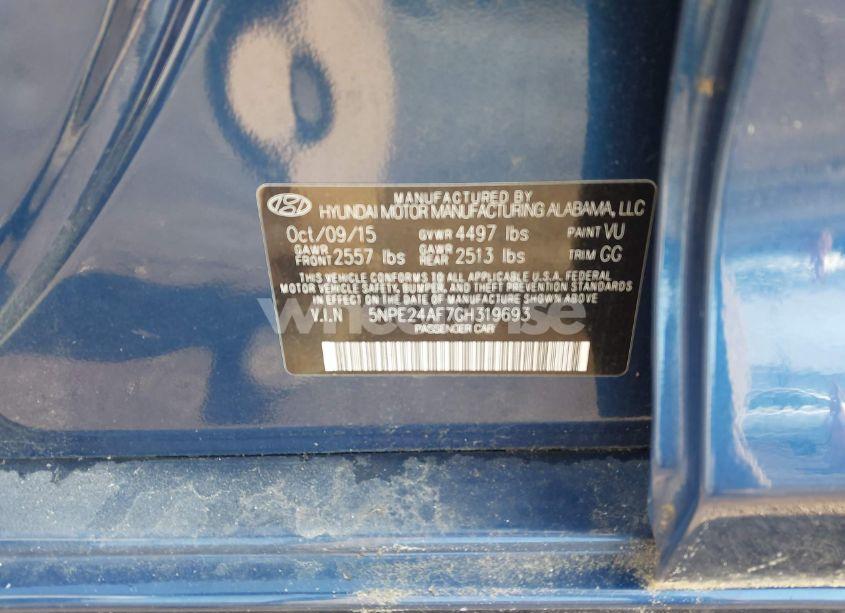 MANUFACTURED BY
HYUNDAI MOTOR MANUFACTURING ALABAMA, LLC
Oct/09/15 GVWR 4497 lbs PAINT VU
GAWR FRONT 2557 lbs GAWR REAR 2513 lbs TRIM GG
THIS VEHICLE CONFORMS TO ALL APPLICABLE U.S.A. FEDERAL
MOTOR VEHICLE SAFETY, BUMPER, AND THEFT PREVENTION STANDARDS
IN EFFECT ON THE DATE OF MANUFACTURE SHOWN ABOVE
V.I.N 5NPE24AF7GH319693
PASSENGER CAR